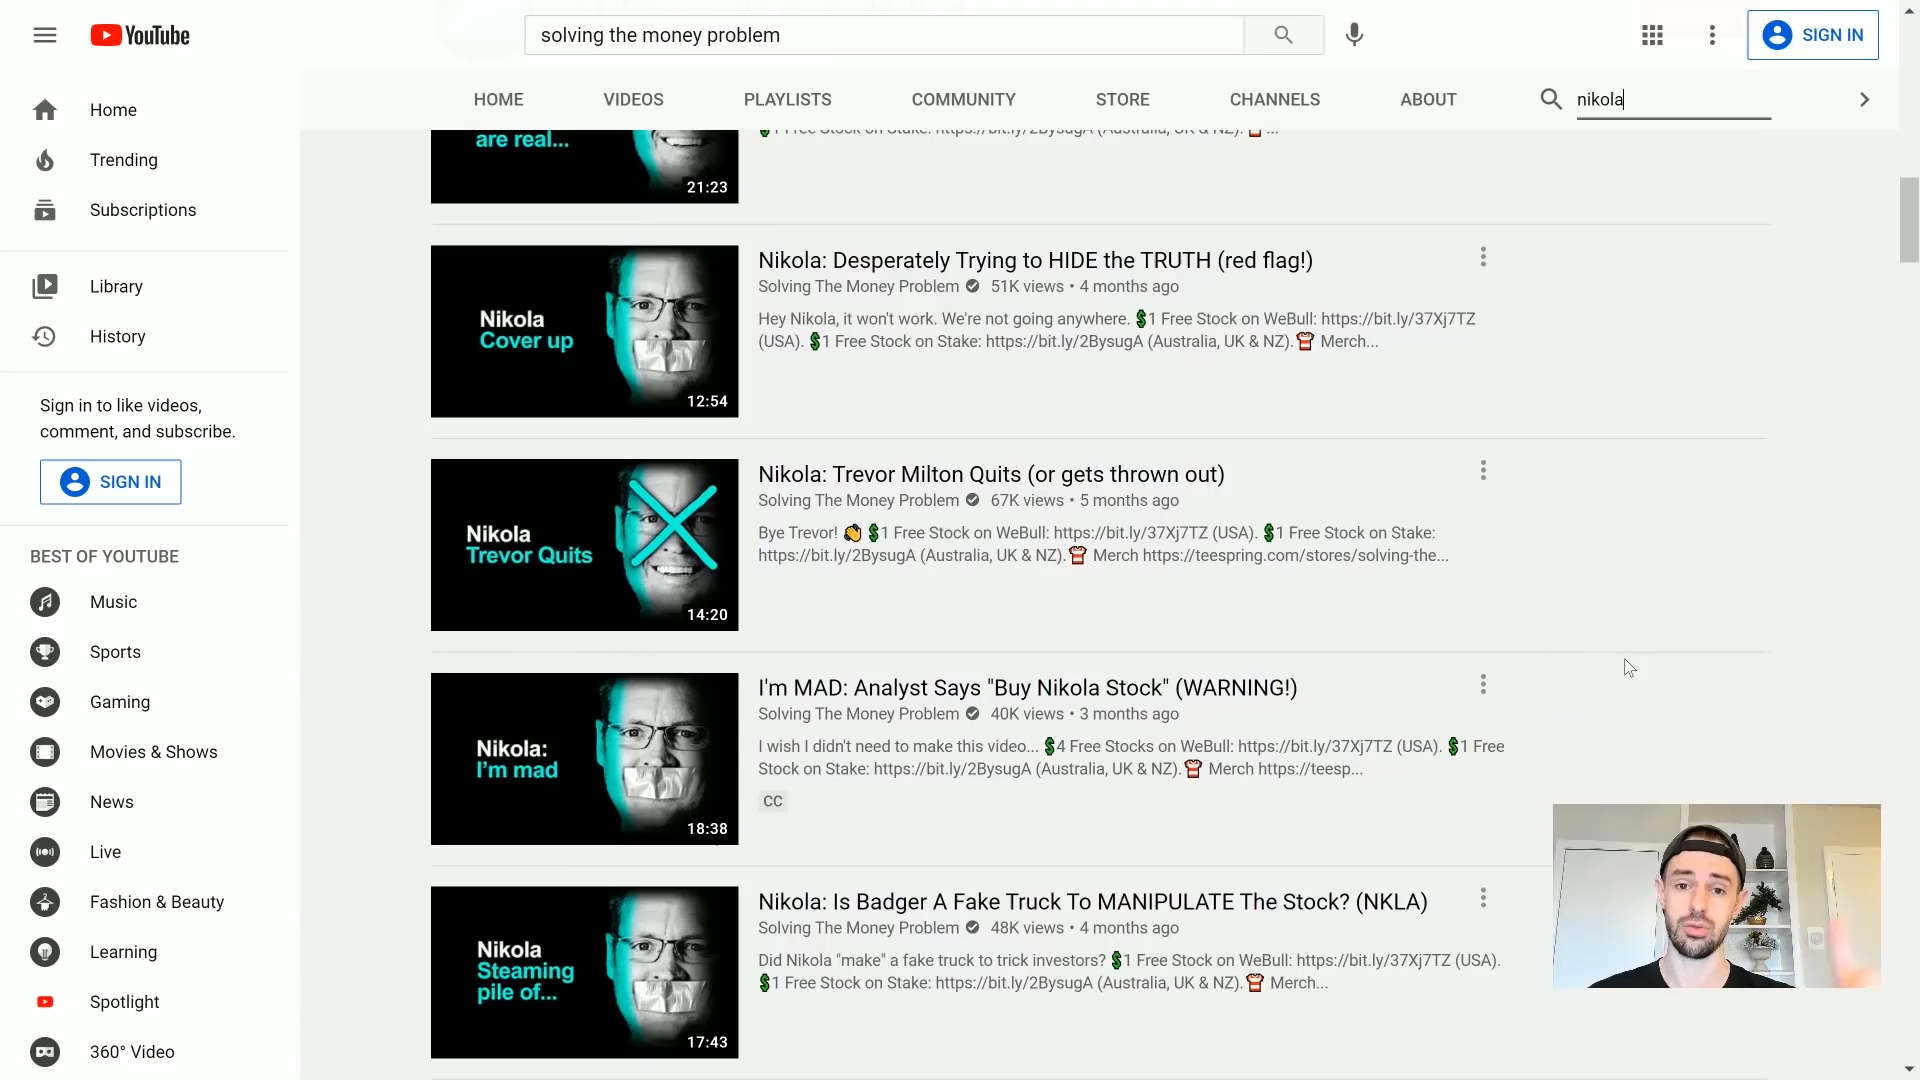 YouTube
solving the money problem
SIGN IN
HOME
VIDEOS
PLAYLISTS
COMMUNITY
STORE
CHANNELS
ABOUT
nikola
Home
Trending
Subscriptions
Library
History
Sign in to like videos,
comment, and subscribe.
SIGN IN
BEST OF YOUTUBE
Music
Sports
Gaming
Movies & Shows
News
Live
Fashion & Beauty
Learning
Spotlight
360° Video
are real...
21:23
💲1 Free Stock on Stake: https://bit.ly/2BysugA (Australia, UK & NZ). 👕 ...
Nikola
Cover up
12:54
Nikola: Desperately Trying to HIDE the TRUTH (red flag!)
Solving The Money Problem 51K views • 4 months ago
Hey Nikola, it won't work. We're not going anywhere. 💲1 Free Stock on WeBull: https://bit.ly/37Xj7TZ
(USA). 💲1 Free Stock on Stake: https://bit.ly/2BysugA (Australia, UK & NZ). 👕 Merch...
Nikola
Trevor Quits
14:20
Nikola: Trevor Milton Quits (or gets thrown out)
Solving The Money Problem 67K views • 5 months ago
Bye Trevor! 👏 💲1 Free Stock on WeBull: https://bit.ly/37Xj7TZ (USA). 💲1 Free Stock on Stake:
https://bit.ly/2BysugA (Australia, UK & NZ). 👕 Merch https://teespring.com/stores/solving-the...
Nikola:
I'm mad
18:38
I'm MAD: Analyst Says "Buy Nikola Stock" (WARNING!)
Solving The Money Problem 40K views • 3 months ago
I wish I didn't need to make this video... 💲4 Free Stocks on WeBull: https://bit.ly/37Xj7TZ (USA). 💲1 Free
Stock on Stake: https://bit.ly/2BysugA (Australia, UK & NZ). 👕 Merch https://teesp...
CC
Nikola
Steaming
pile of...
17:43
Nikola: Is Badger A Fake Truck To MANIPULATE The Stock? (NKLA)
Solving The Money Problem 48K views • 4 months ago
Did Nikola "make" a fake truck to trick investors? 💲1 Free Stock on WeBull: https://bit.ly/37Xj7TZ (USA).
💲1 Free Stock on Stake: https://bit.ly/2BysugA (Australia, UK & NZ). 👕 Merch...